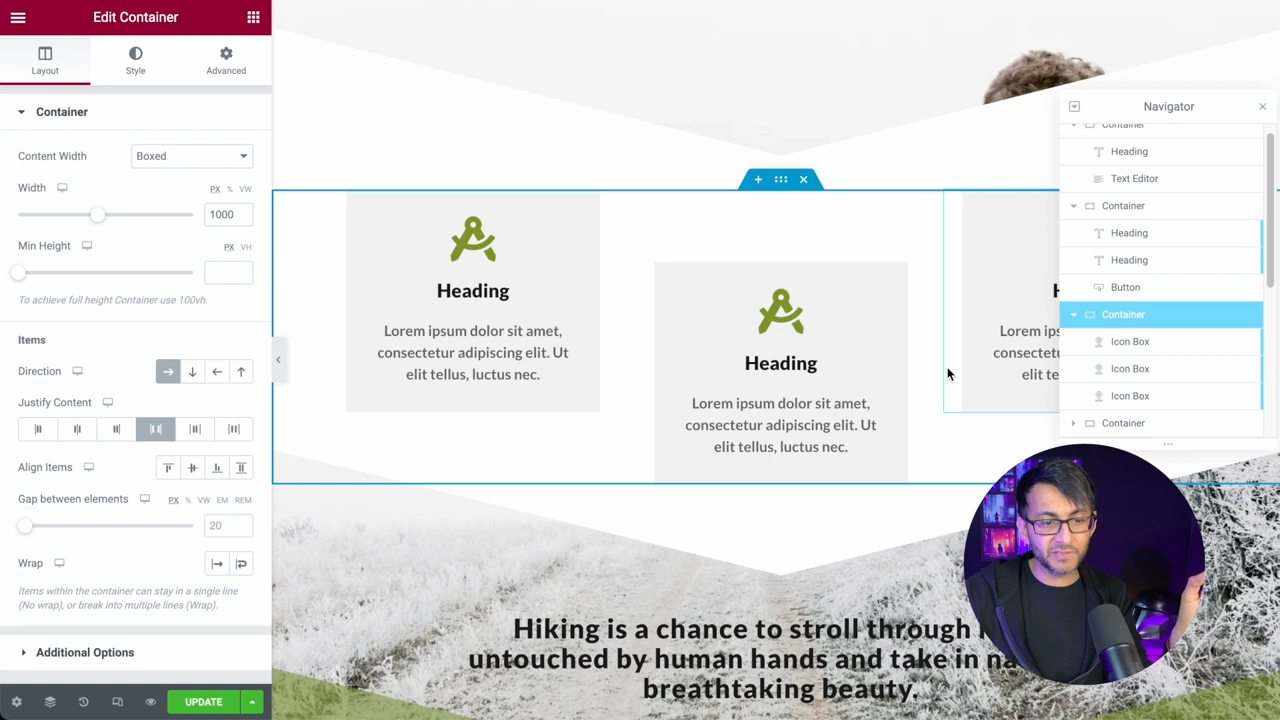 Edit Container
Layout
Style
Advanced
Container
Content Width
Boxed
Width
PX % VW
1000
Min Height
PX VH
To achieve full height Container use 100vh.
Items
Direction
Justify Content
Align Items
Gap between elements
PX % VW EM REM
20
Wrap
Items within the container can stay in a single line
(No wrap), or break into multiple lines (Wrap).
Additional Options
UPDATE
Heading
Lorem ipsum dolor sit amet,
consectetur adipiscing elit. Ut
elit tellus, luctus nec.
Heading
Lorem ipsum dolor sit amet,
consectetur adipiscing elit. Ut
elit tellus, luctus nec.
H
Lorem ips
consectetu
elit te
Navigator
Container
Heading
Text Editor
Container
Heading
Heading
Button
Container
Icon Box
Icon Box
Icon Box
Container
Hiking is a chance to stroll through
untouched by human hands and take in na
breathtaking beauty.